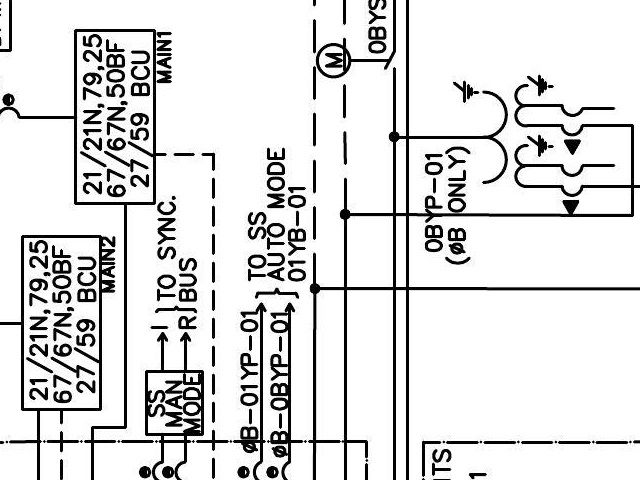 21/21N,79,25
67/67N,50BF
27/59 BCU
MAIN1
21/21N,79,25
67/67N,50BF
27/59 BCU
MAIN2
I
R
TO SYNC.
BUS
SS
MAN
MODE
TO SS
AUTO MODE
01YB-01
øB-01YP-01
øB-0BYP-01
M
0BYS
0BYP-01
(øB ONLY)
ITS
1